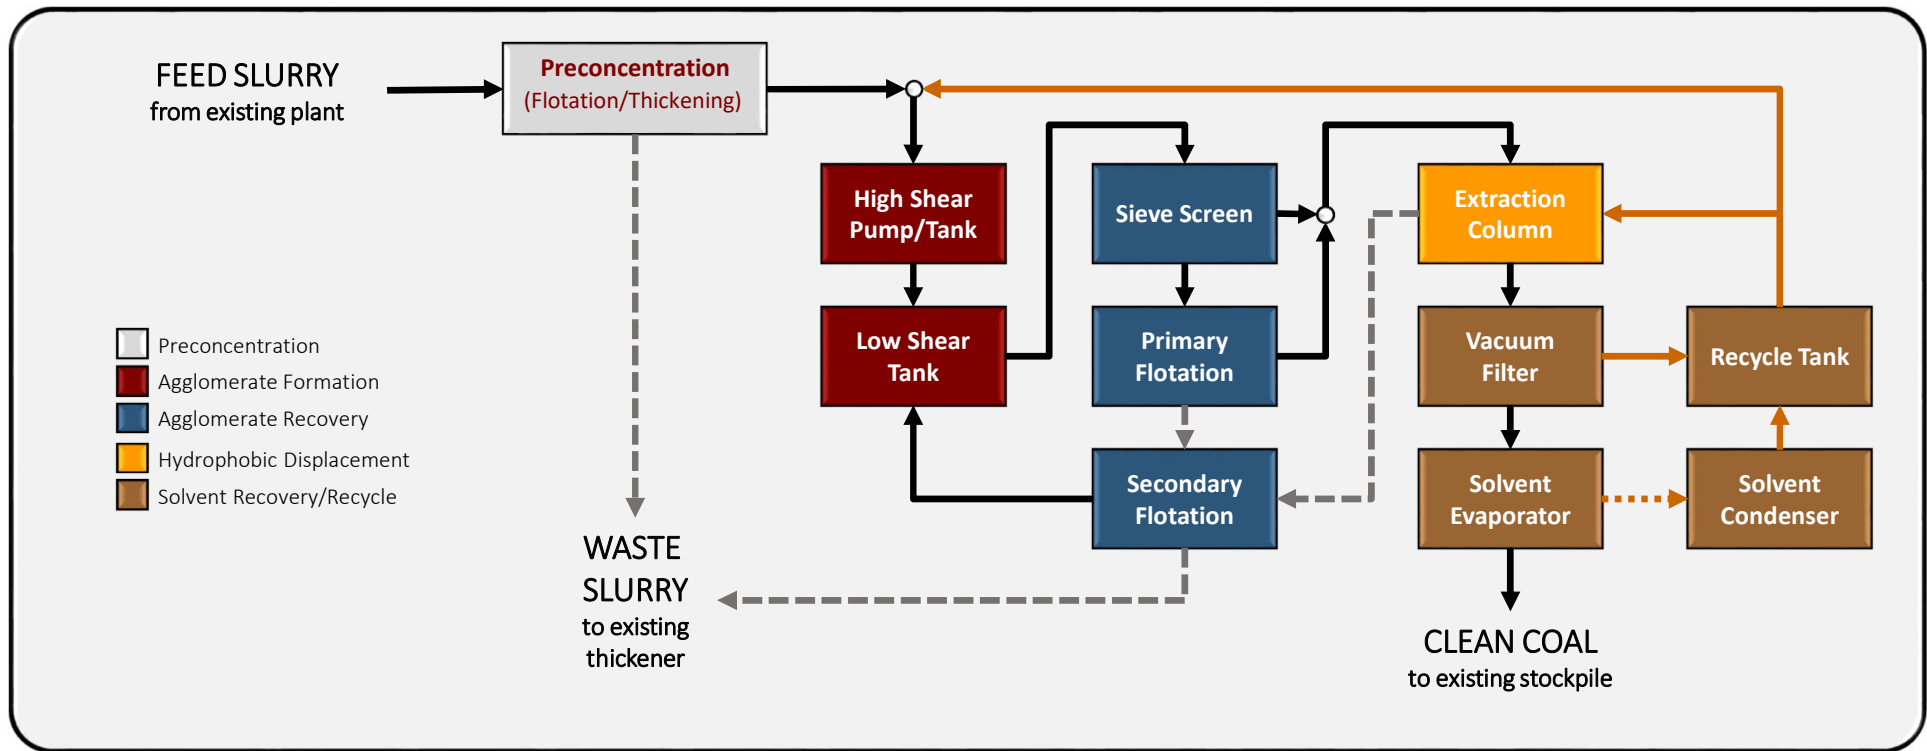 FEED SLURRY
from existing plant
Preconcentration
(Flotation/Thickening)
High Shear
Pump/Tank
Sieve Screen
Extraction
Column
Low Shear
Tank
Primary
Flotation
Vacuum
Filter
Recycle Tank
Secondary
Flotation
Solvent
Evaporator
Solvent
Condenser
Preconcentration
Agglomerate Formation
Agglomerate Recovery
Hydrophobic Displacement
Solvent Recovery/Recycle
WASTE
SLURRY
to existing
thickener
CLEAN COAL
to existing stockpile